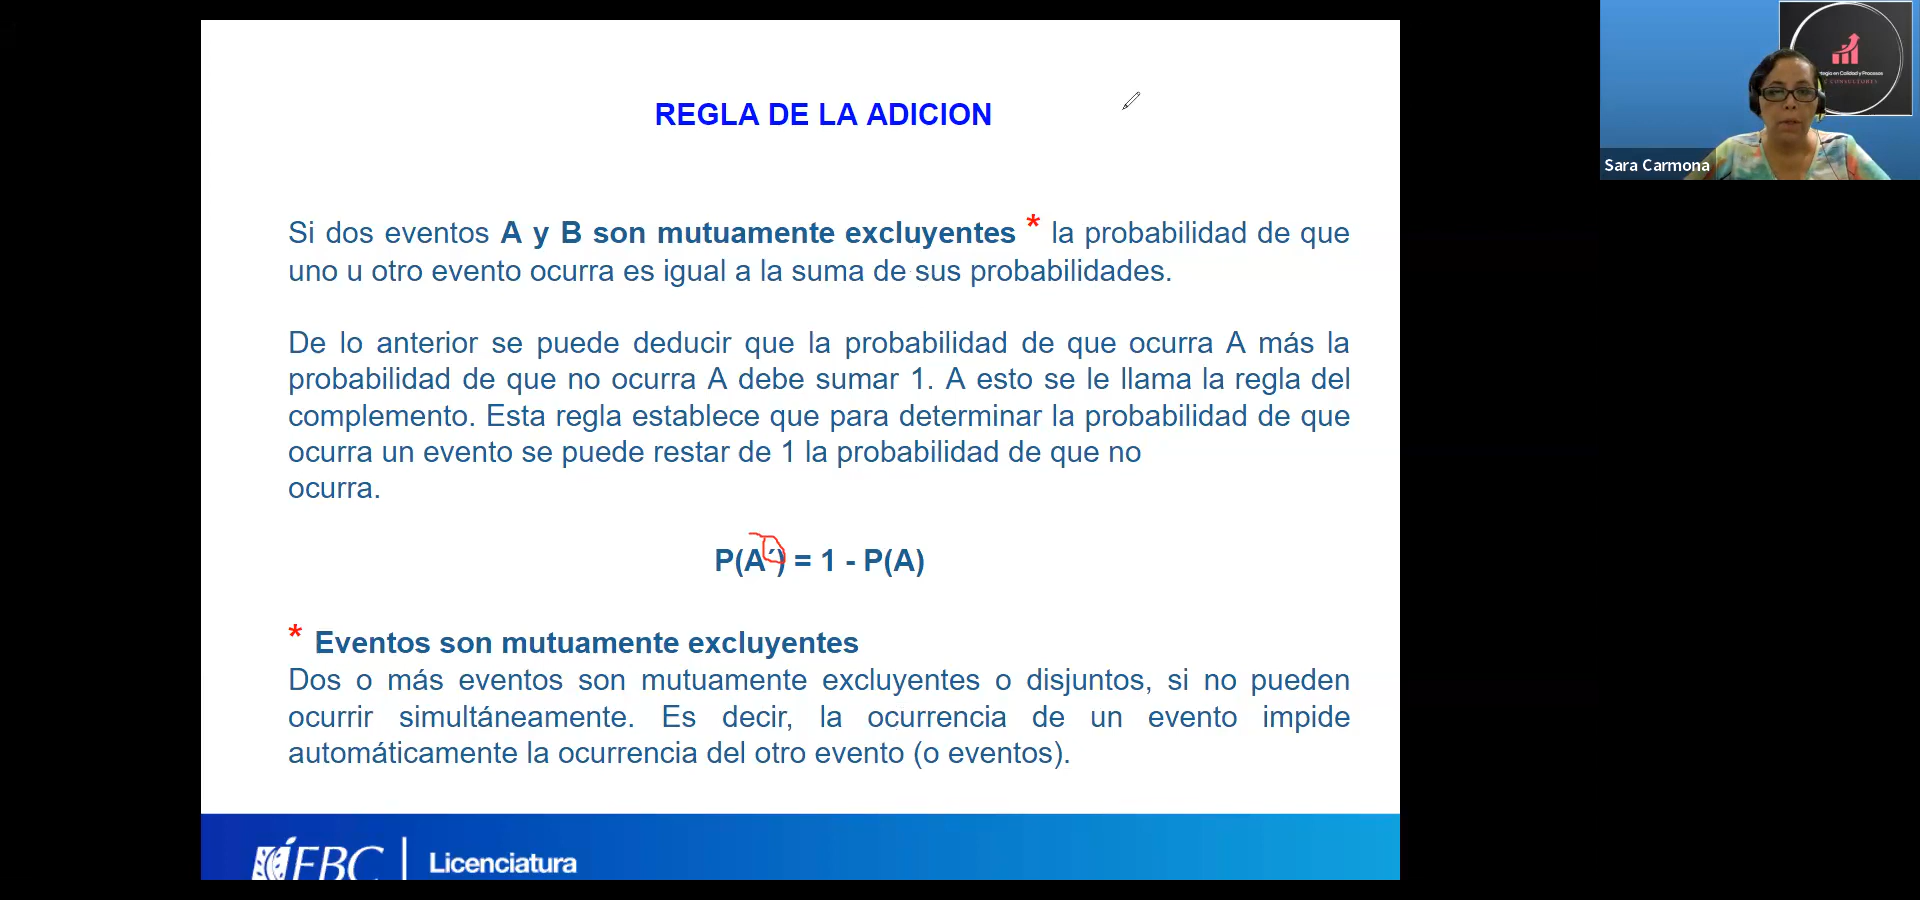 REGLA DE LA ADICION
Si dos eventos A y B son mutuamente excluyentes * la probabilidad de que
uno u otro evento ocurra es igual a la suma de sus probabilidades.
De lo anterior se puede deducir que la probabilidad de que ocurra A más la
probabilidad de que no ocurra A debe sumar 1. A esto se le llama la regla del
complemento. Esta regla establece que para determinar la probabilidad de que
ocurra un evento se puede restar de 1 la probabilidad de que no
ocurra.
P(A´) = 1 - P(A)
* Eventos son mutuamente excluyentes
Dos o más eventos son mutuamente excluyentes o disjuntos, si no pueden
ocurrir simultáneamente. Es decir, la ocurrencia de un evento impide
automáticamente la ocurrencia del otro evento (o eventos).
EBC
Licenciatura
en Calidad y Procesos
CONSULTORES
Sara Carmona